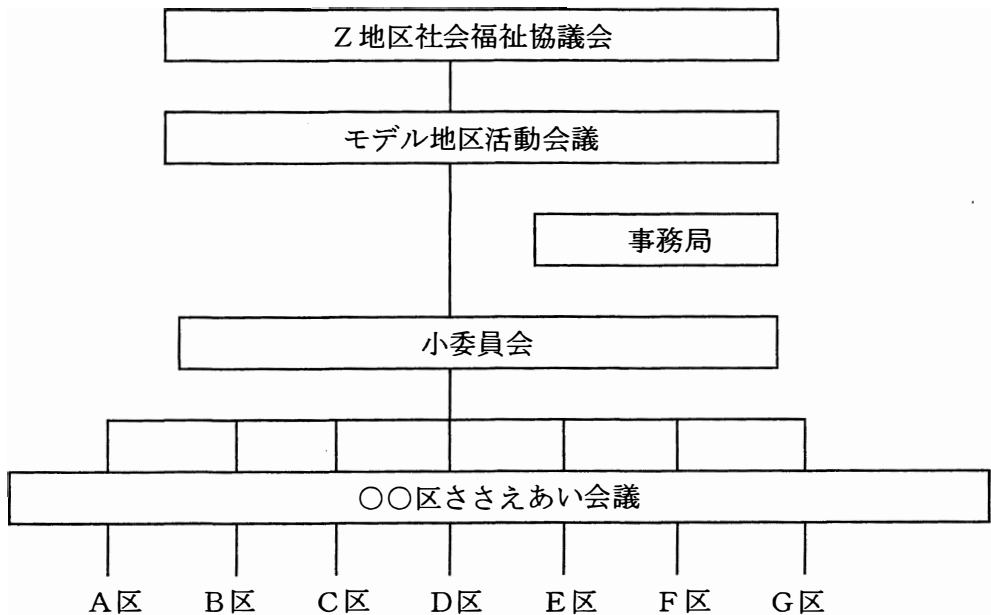 Z地区社会福祉協議会
モデル地区活動会議
事務局
小委員会
○○区ささえあい会議
A区 B区 C区 D区 E区 F区 G区